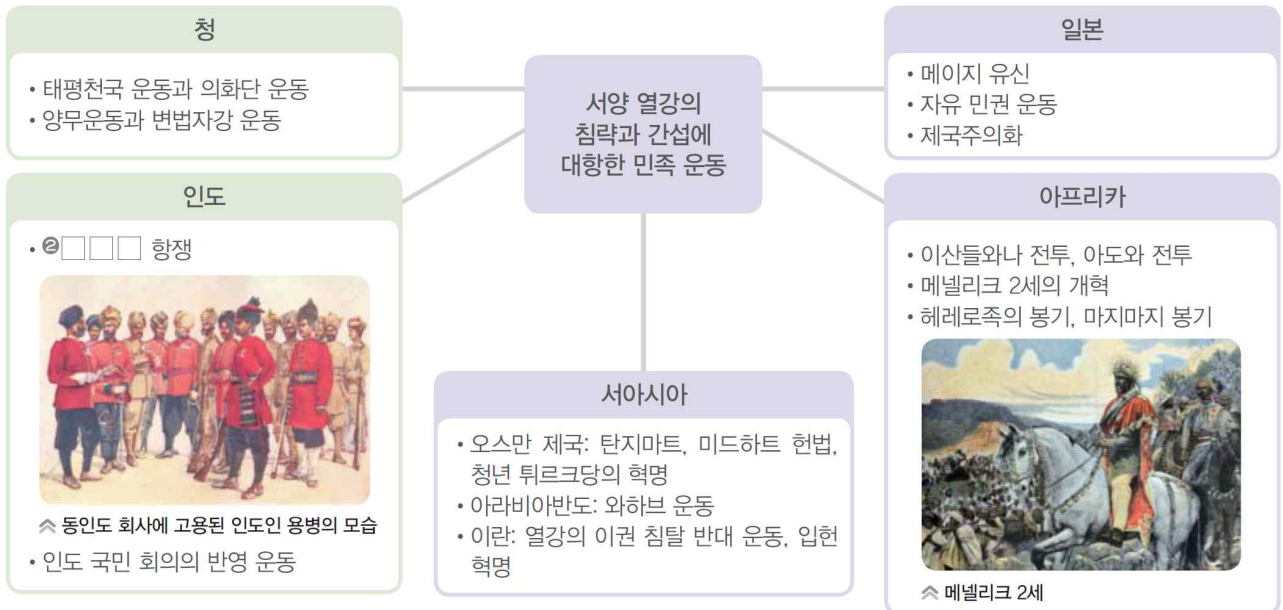 청
• 태평천국 운동과 의화단 운동
• 양무운동과 변법자강 운동
인도
• ❷□□□ 항쟁
동인도 회사에 고용된 인도인 용병의 모습
• 인도 국민 회의의 반영 운동
서양 열강의
침략과 간섭에
대항한 민족 운동
서아시아
• 오스만 제국: 탄지마트, 미드하트 헌법,
청년 튀르크당의 혁명
• 아라비아반도: 와하브 운동
• 이란: 열강의 이권 침탈 반대 운동, 입헌
혁명
일본
• 메이지 유신
• 자유 민권 운동
• 제국주의화
아프리카
• 이산들와나 전투, 아도와 전투
• 메넬리크 2세의 개혁
• 헤레로족의 봉기, 마지마지 봉기
메넬리크 2세